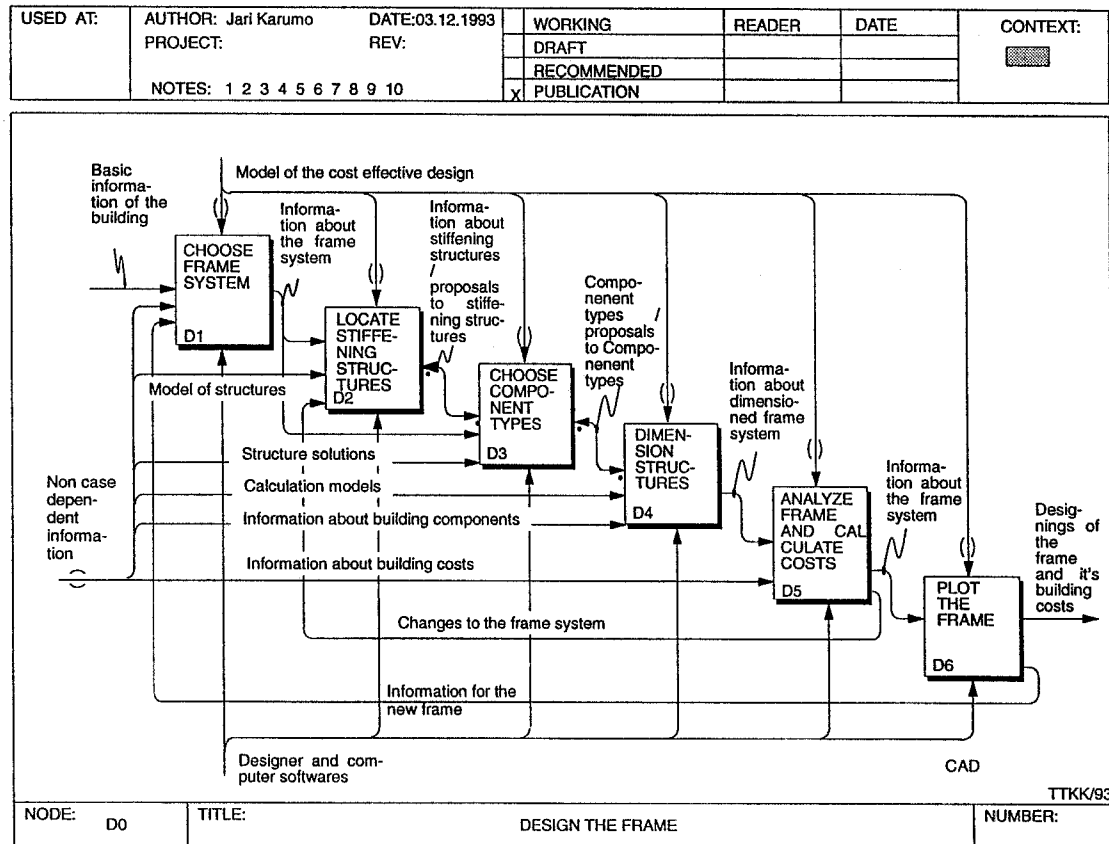 USED AT:
AUTHOR: Jari Karumo
DATE:03.12.1993
PROJECT:
REV:
NOTES: 1 2 3 4 5 6 7 8 9 10
WORKING
DRAFT
RECOMMENDED
X PUBLICATION
READER
DATE
CONTEXT:
Basic
informa-
tion of the
building
Model of the cost effective design
CHOOSE
FRAME
SYSTEM
D1
Informa-
tion about
the frame
system
Information about
stiffening
structures
/
proposals
to stiffe-
ning struc-
tures
LOCATE
STIFFE-
NING
STRUC-
TURES
D2
Compo-
nenent
types /
proposals
to Compo-
nenent
types
CHOOSE
COMPO-
NENT
TYPES
D3
Information about
dimensio-
ned frame
system
DIMEN-
SION
STRUC-
TURES
D4
Informa-
tion about
the frame
system
ANALYZE
FRAME
AND CAL
CULATE
COSTS
D5
Design-
nings of
the
frame
and it's
building
costs
PLOT
THE
FRAME
D6
Model of structures
Structure solutions
Calculation models
Information about building components
Information about building costs
Non case
depen-
dent
information
Changes to the frame system
Information for the
new frame
Designer and com-
puter softwares
CAD
TTKK/93
NODE:
D0
TITLE:
DESIGN THE FRAME
NUMBER: